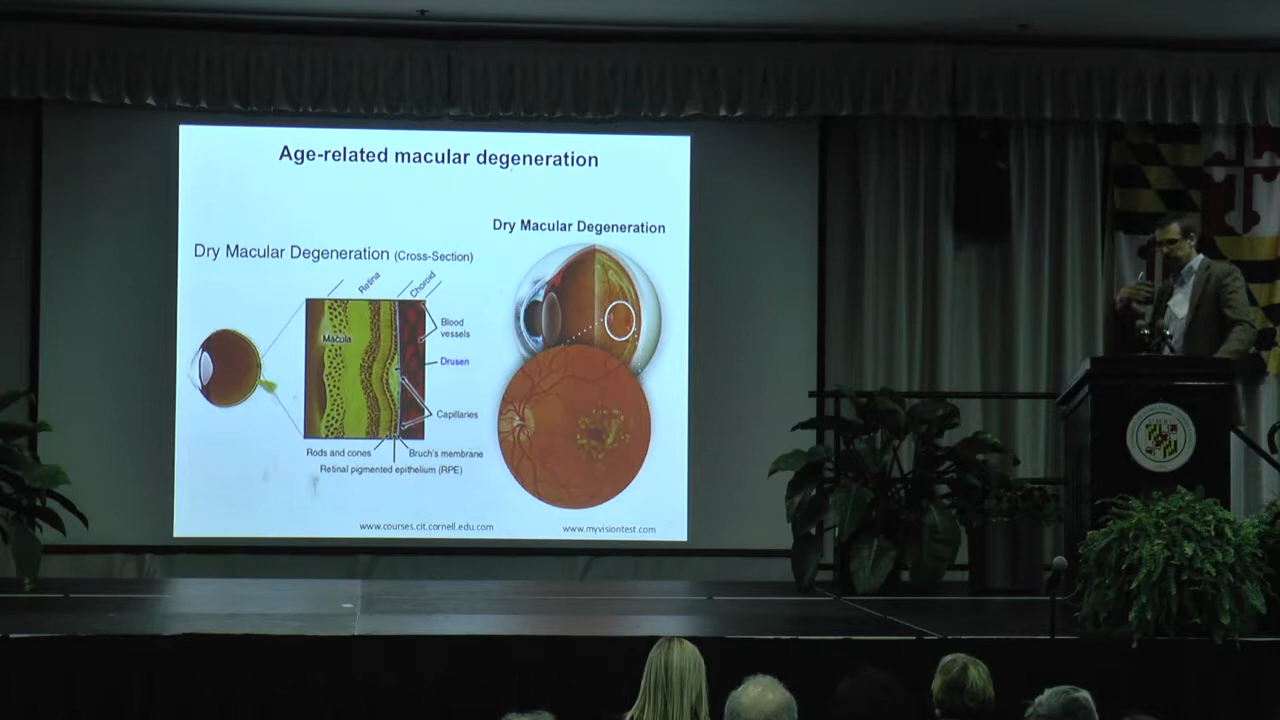 Age-related macular degeneration
Dry Macular Degeneration
Dry Macular Degeneration (Cross-Section)
Retina
Choroid
Macula
Blood
vessels
Drusen
Capillaries
Rods and cones
Bruch's membrane
Retinal pigmented epithelium (RPE)
www.courses.cit.cornell.edu.com
www.myvisiontest.com